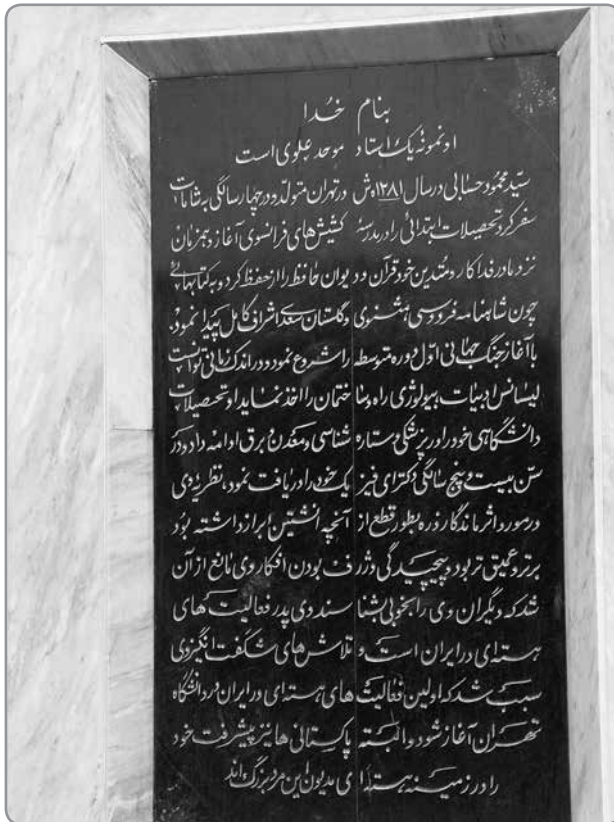 بنام خدا
او نمونه یک استاد موحد علوی است
سید محمود حسابی در سال ۱۲۸۱ ه ش در تهران متولد و در چهار سالگی به شامات
سفر کرد تحصیلات ابتدائی را در مدرسهٔ کشیش های فرانسوی آغاز و همزمان
نزد مادر فداکار و متدین خود قرآن و دیوان حافظ را از حفظ کرد و به کتابهائی
چون شاهنامه فردوسی مثنوی و گلستان سعدی اشراف کامل پیدا نمود.
با آغاز جنگ جهانی اول دوره متوسطه را شروع نمود و در اندک زمانی توانست
لیسانس ادبیات بیولوژی راه و ساختمان را اخذ نماید او تحصیلات
دانشگاهی خود را در پزشکی و ستاره شناسی و معدن و برق ادامه داد و در
سن بیست و پنج سالگی دکترای فیزیک خود را دریافت نمود، نظریه وی
در مورد اثر ماندگار ذره بطور قطع از آنچه انشتین ابراز داشته بود
برتر و عمیق تر بود و پیچیدگی و ژرف بودن افکار وی مانع از آن
شد که دیگران وی را بخوبی بشناسند وی پدر فعالیت های
هسته ای در ایران است و تلاش های شگفت انگیز وی
سبب شد که اولین فعالیت های هسته ای در ایران در دانشگاه
تهران آغاز شود و البته پاکستانی ها نیز پیشرفت خود
را در زمینه هسته ای مدیون این مرد بزرگ اند